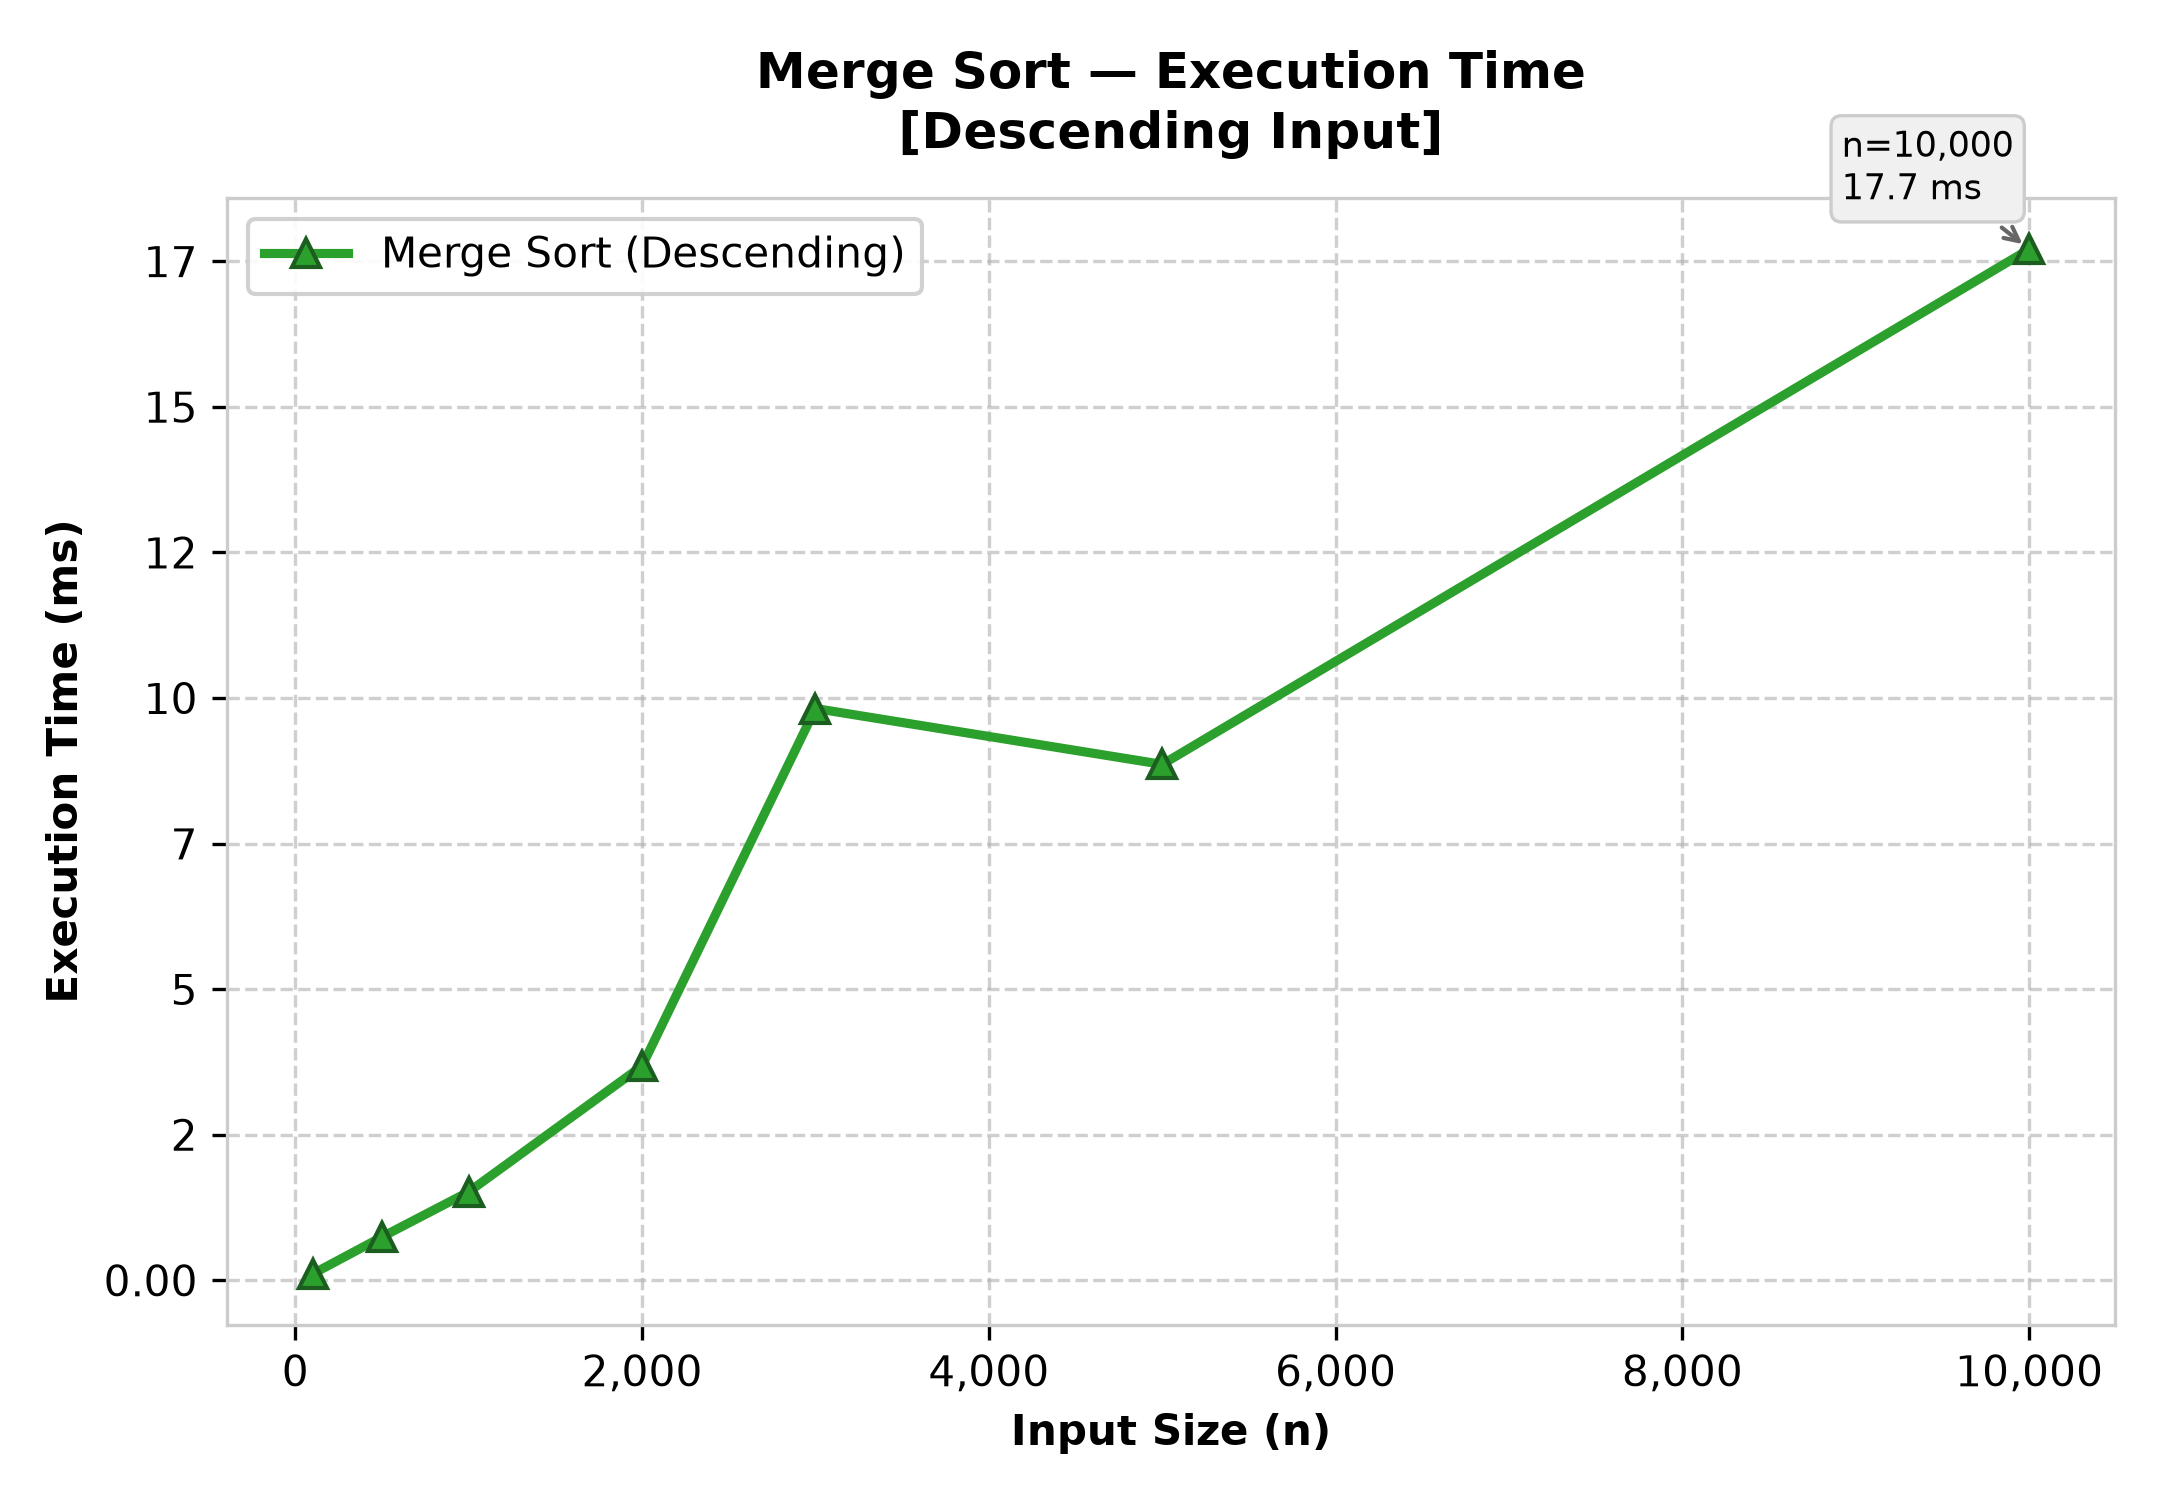 Merge Sort — Execution Time
[Descending Input]
n=10,000
17.7 ms
Merge Sort (Descending)
Execution Time (ms)
17
15
12
10
7
5
2
0.00
0
2,000
4,000
6,000
8,000
10,000
Input Size (n)